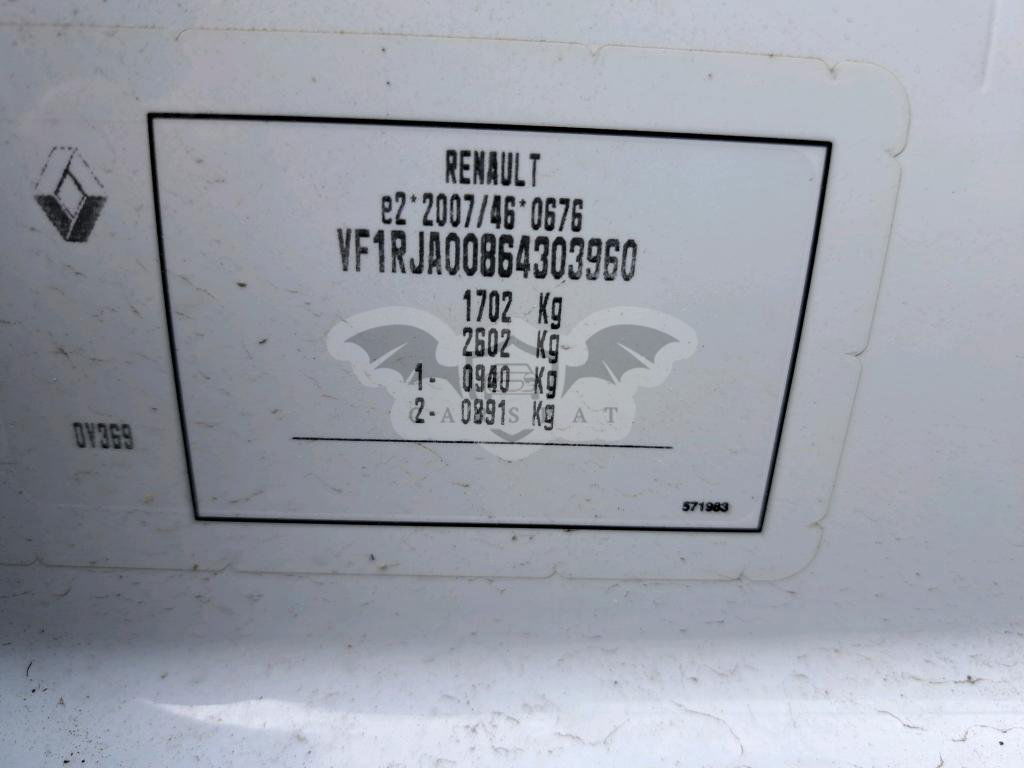 RENAULT
e2*2007/46*0676
VF1RJA00864303960
1702 Kg
2602 Kg
1- 0940 Kg
2- 0891 Kg
0V369
571983